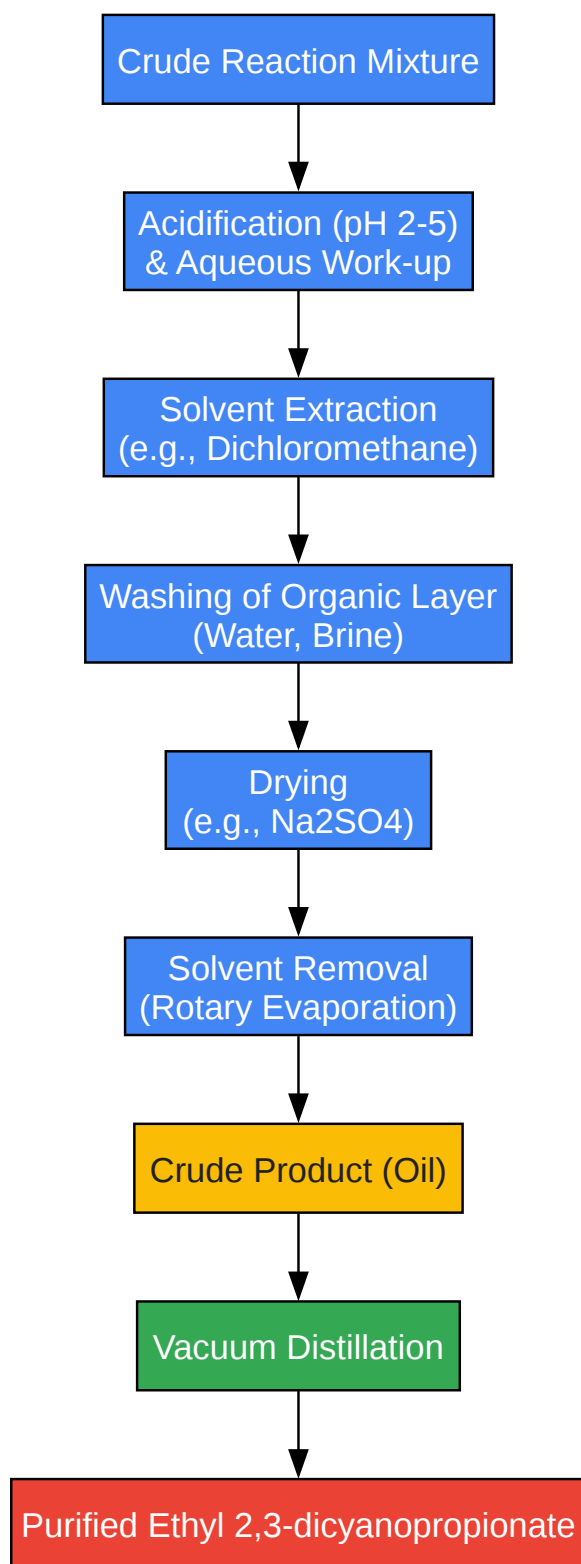 Crude Reaction Mixture
Acidification (pH 2-5)
& Aqueous Work-up
Solvent Extraction
(e.g., Dichloromethane)
Washing of Organic Layer
(Water, Brine)
Drying
(e.g., Na2SO4)
Solvent Removal
(Rotary Evaporation)
Crude Product (Oil)
Vacuum Distillation
Purified Ethyl 2,3-dicyanopropionate